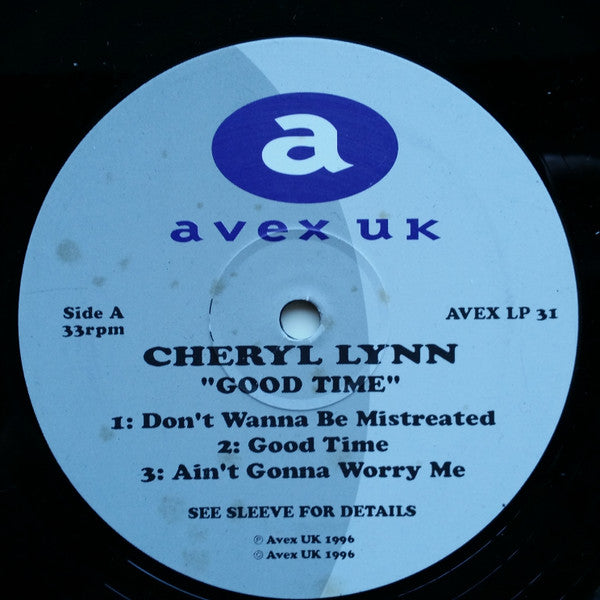 a
avex uk
Side A
33rpm
AVEX LP 31
CHERYL LYNN
"GOOD TIME"
1: Don't Wanna Be Mistreated
2: Good Time
3: Ain't Gonna Worry Me
SEE SLEEVE FOR DETAILS
℗ Avex UK 1996
© Avex UK 1996